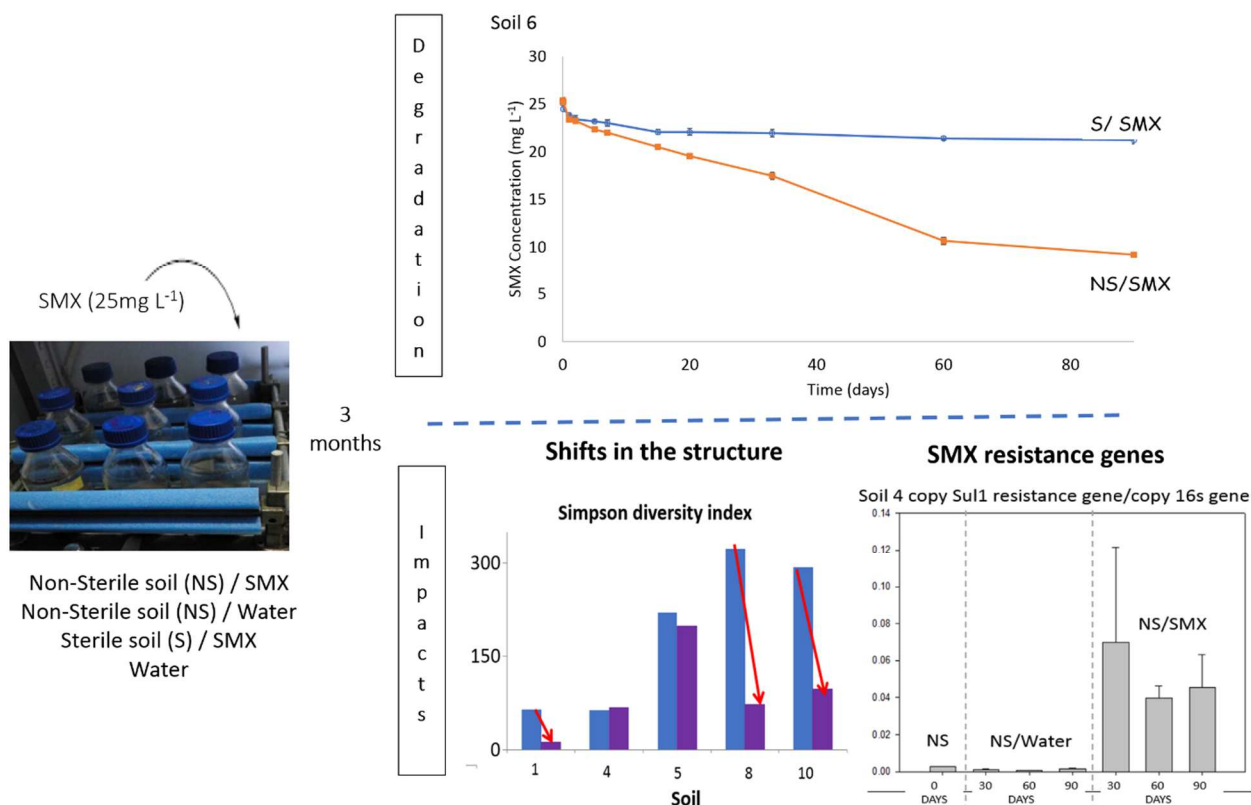 SMX (25mg L⁻¹)
Non-Sterile soil (NS) / SMX
Non-Sterile soil (NS) / Water
Sterile soil (S) / SMX
Water
3
months
Degradation
Soil 6
SMX Concentration (mg L⁻¹)
30
25
20
15
10
5
0
S/ SMX
NS/SMX
0
20
40
60
80
Time (days)
Impacts
Shifts in the structure
Simpson diversity index
300
150
0
1
4
5
8
10
Soil
SMX resistance genes
Soil 4 copy Sul1 resistance gene/copy 16s gene
0.14
0.12
0.10
0.08
0.06
0.04
0.02
0.00
NS
NS/Water
NS/SMX
0
30
60
90
30
60
90
DAYS
DAYS
DAYS